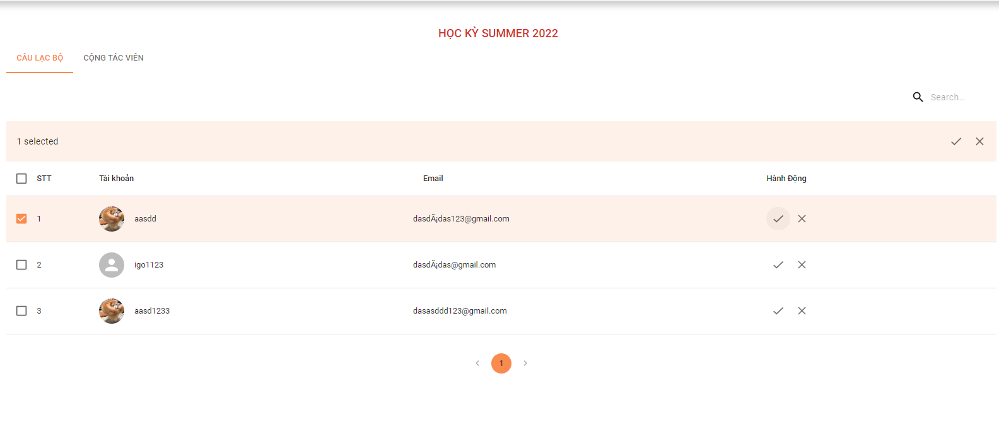 HỌC KỲ SUMMER 2022
CÂU LẠC BỘ CỘNG TÁC VIÊN
Search…
1 selected
STT Tài khoản Email Hành Động
1 aasdd dasdÃ¡das123@gmail.com
2 igo1123 dasdÃ¡das@gmail.com
3 aasd1233 dasasddd123@gmail.com
1